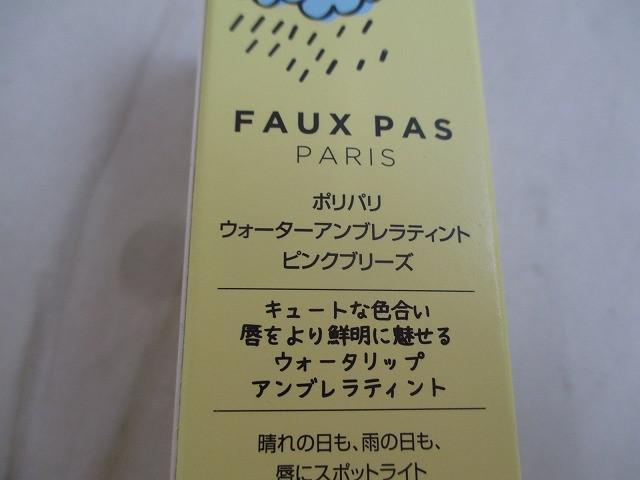 FAUX PAS
PARIS
ポリパリ
ウォーターアンブレラティント
ピンクブリーズ
キュートな色合い
唇をより鮮明に魅せる
ウォータリップ
アンブレラティント
晴れの日も、雨の日も、
唇にスポットライト